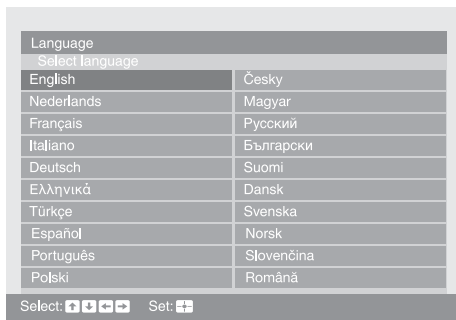 Language
Select language
English Česky
Nederlands Magyar
Français Русский
Italiano Български
Deutsch Suomi
Ελληνικά Dansk
Türkçe Svenska
Español Norsk
Português Slovenčina
Polski Română
Select: ↑ ↓ ← → Set: